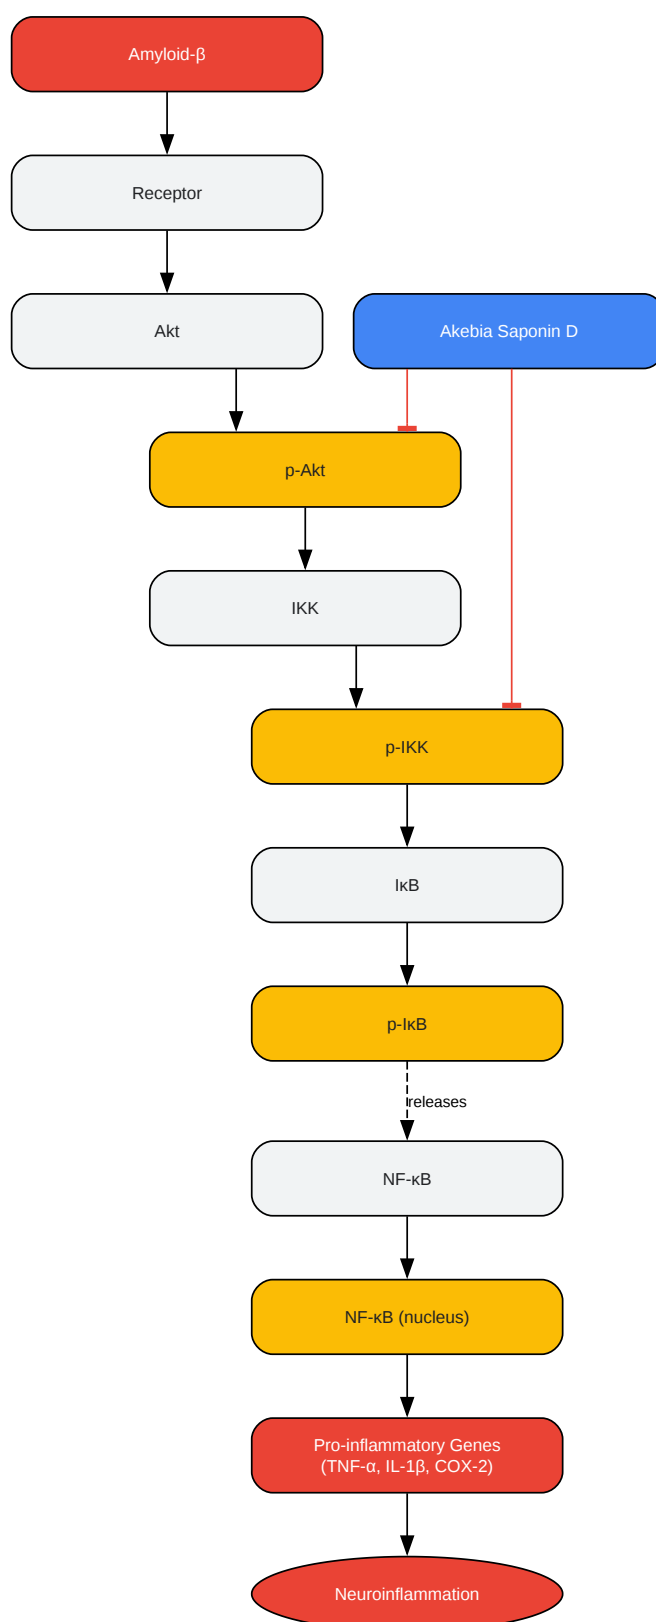 Amyloid-β
Receptor
Akt
Akebia Saponin D
p-Akt
IKK
p-IKK
IκB
p-IκB
releases
NF-κB
NF-κB (nucleus)
Pro-inflammatory Genes
(TNF-α, IL-1β, COX-2)
Neuroinflammation